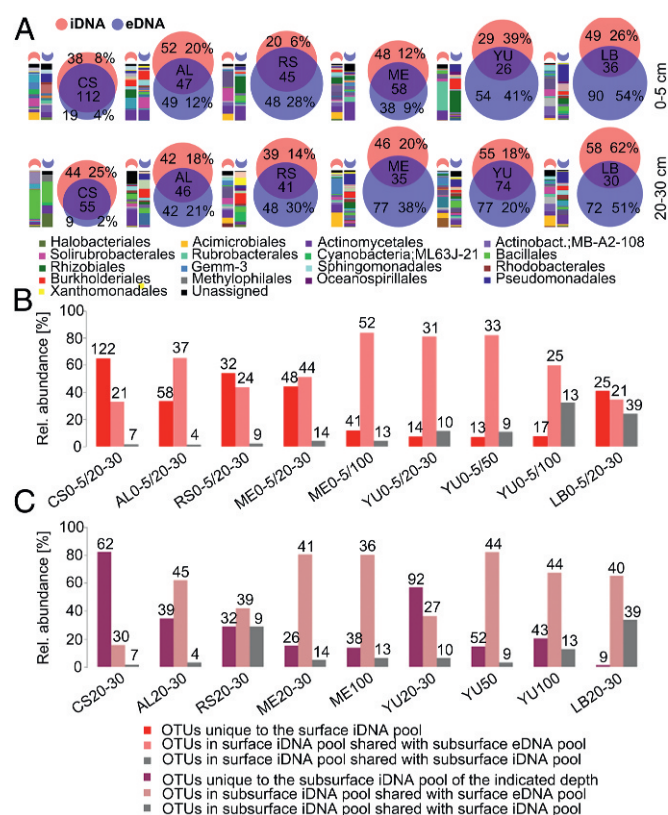 A
iDNA eDNA
38 8% 52 20% 20 6% 48 12% 29 39% 49 26%
CS AL RS ME YU LB
112 47 45 58 26 36
19 4% 49 12% 48 28% 38 9% 54 41% 90 54%
0-5 cm
44 25% 42 18% 39 14% 46 20% 55 18% 58 62%
CS AL RS ME YU LB
55 46 41 35 74 30
9 2% 42 21% 48 30% 77 38% 77 20% 72 51%
20-30 cm
Halobacteriales Acimicrobiales Actinomycetales Actinobact.;MB-A2-108
Solirubrobacterales Rubrobacterales Cyanobacteria;ML63J-21 Bacillales
Rhizobiales Gemm-3 Sphingomonadales Rhodobacterales
Burkholderiales Methylophilales Oceanospirillales Pseudomonadales
Xanthomonadales Unassigned
B
Rel. abundance [%]
100
80
60
40
20
0
122 21 7 58 37 4 32 24 9 48 44 14 41 52 13 14 31 10 13 33 9 17 25 13 25 21 39
CS0-5/20-30 AL0-5/20-30 RS0-5/20-30 ME0-5/20-30 ME0-5/100 YU0-5/20-30 YU0-5/50 YU0-5/100 LB0-5/20-30
C
Rel. abundance [%]
100
80
60
40
20
0
62 30 7 39 45 4 32 39 9 26 41 14 38 36 13 92 27 10 52 44 9 43 44 13 9 40 39
CS20-30 AL20-30 RS20-30 ME20-30 ME100 YU20-30 YU50 YU100 LB20-30
OTUs unique to the surface iDNA pool
OTUs in surface iDNA pool shared with subsurface eDNA pool
OTUs in surface iDNA pool shared with subsurface iDNA pool
OTUs unique to the subsurface iDNA pool of the indicated depth
OTUs in subsurface iDNA pool shared with surface eDNA pool
OTUs in subsurface iDNA pool shared with surface iDNA pool